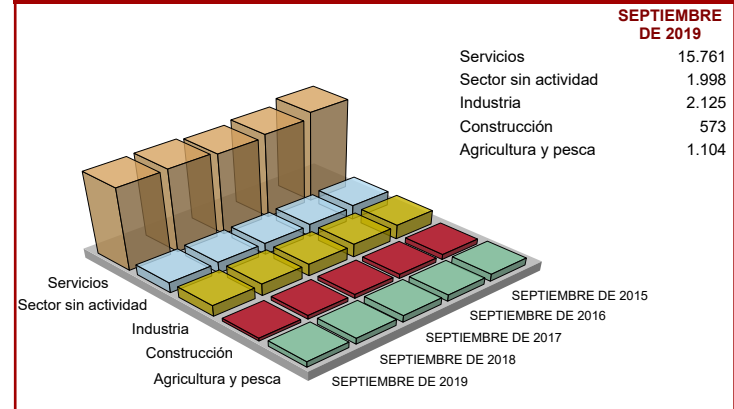 SEPTIEMBRE
DE 2019
Servicios 15.761
Sector sin actividad 1.998
Industria 2.125
Construcción 573
Agricultura y pesca 1.104
Servicios
Sector sin actividad
Industria
Construcción
Agricultura y pesca
SEPTIEMBRE DE 2015
SEPTIEMBRE DE 2016
SEPTIEMBRE DE 2017
SEPTIEMBRE DE 2018
SEPTIEMBRE DE 2019